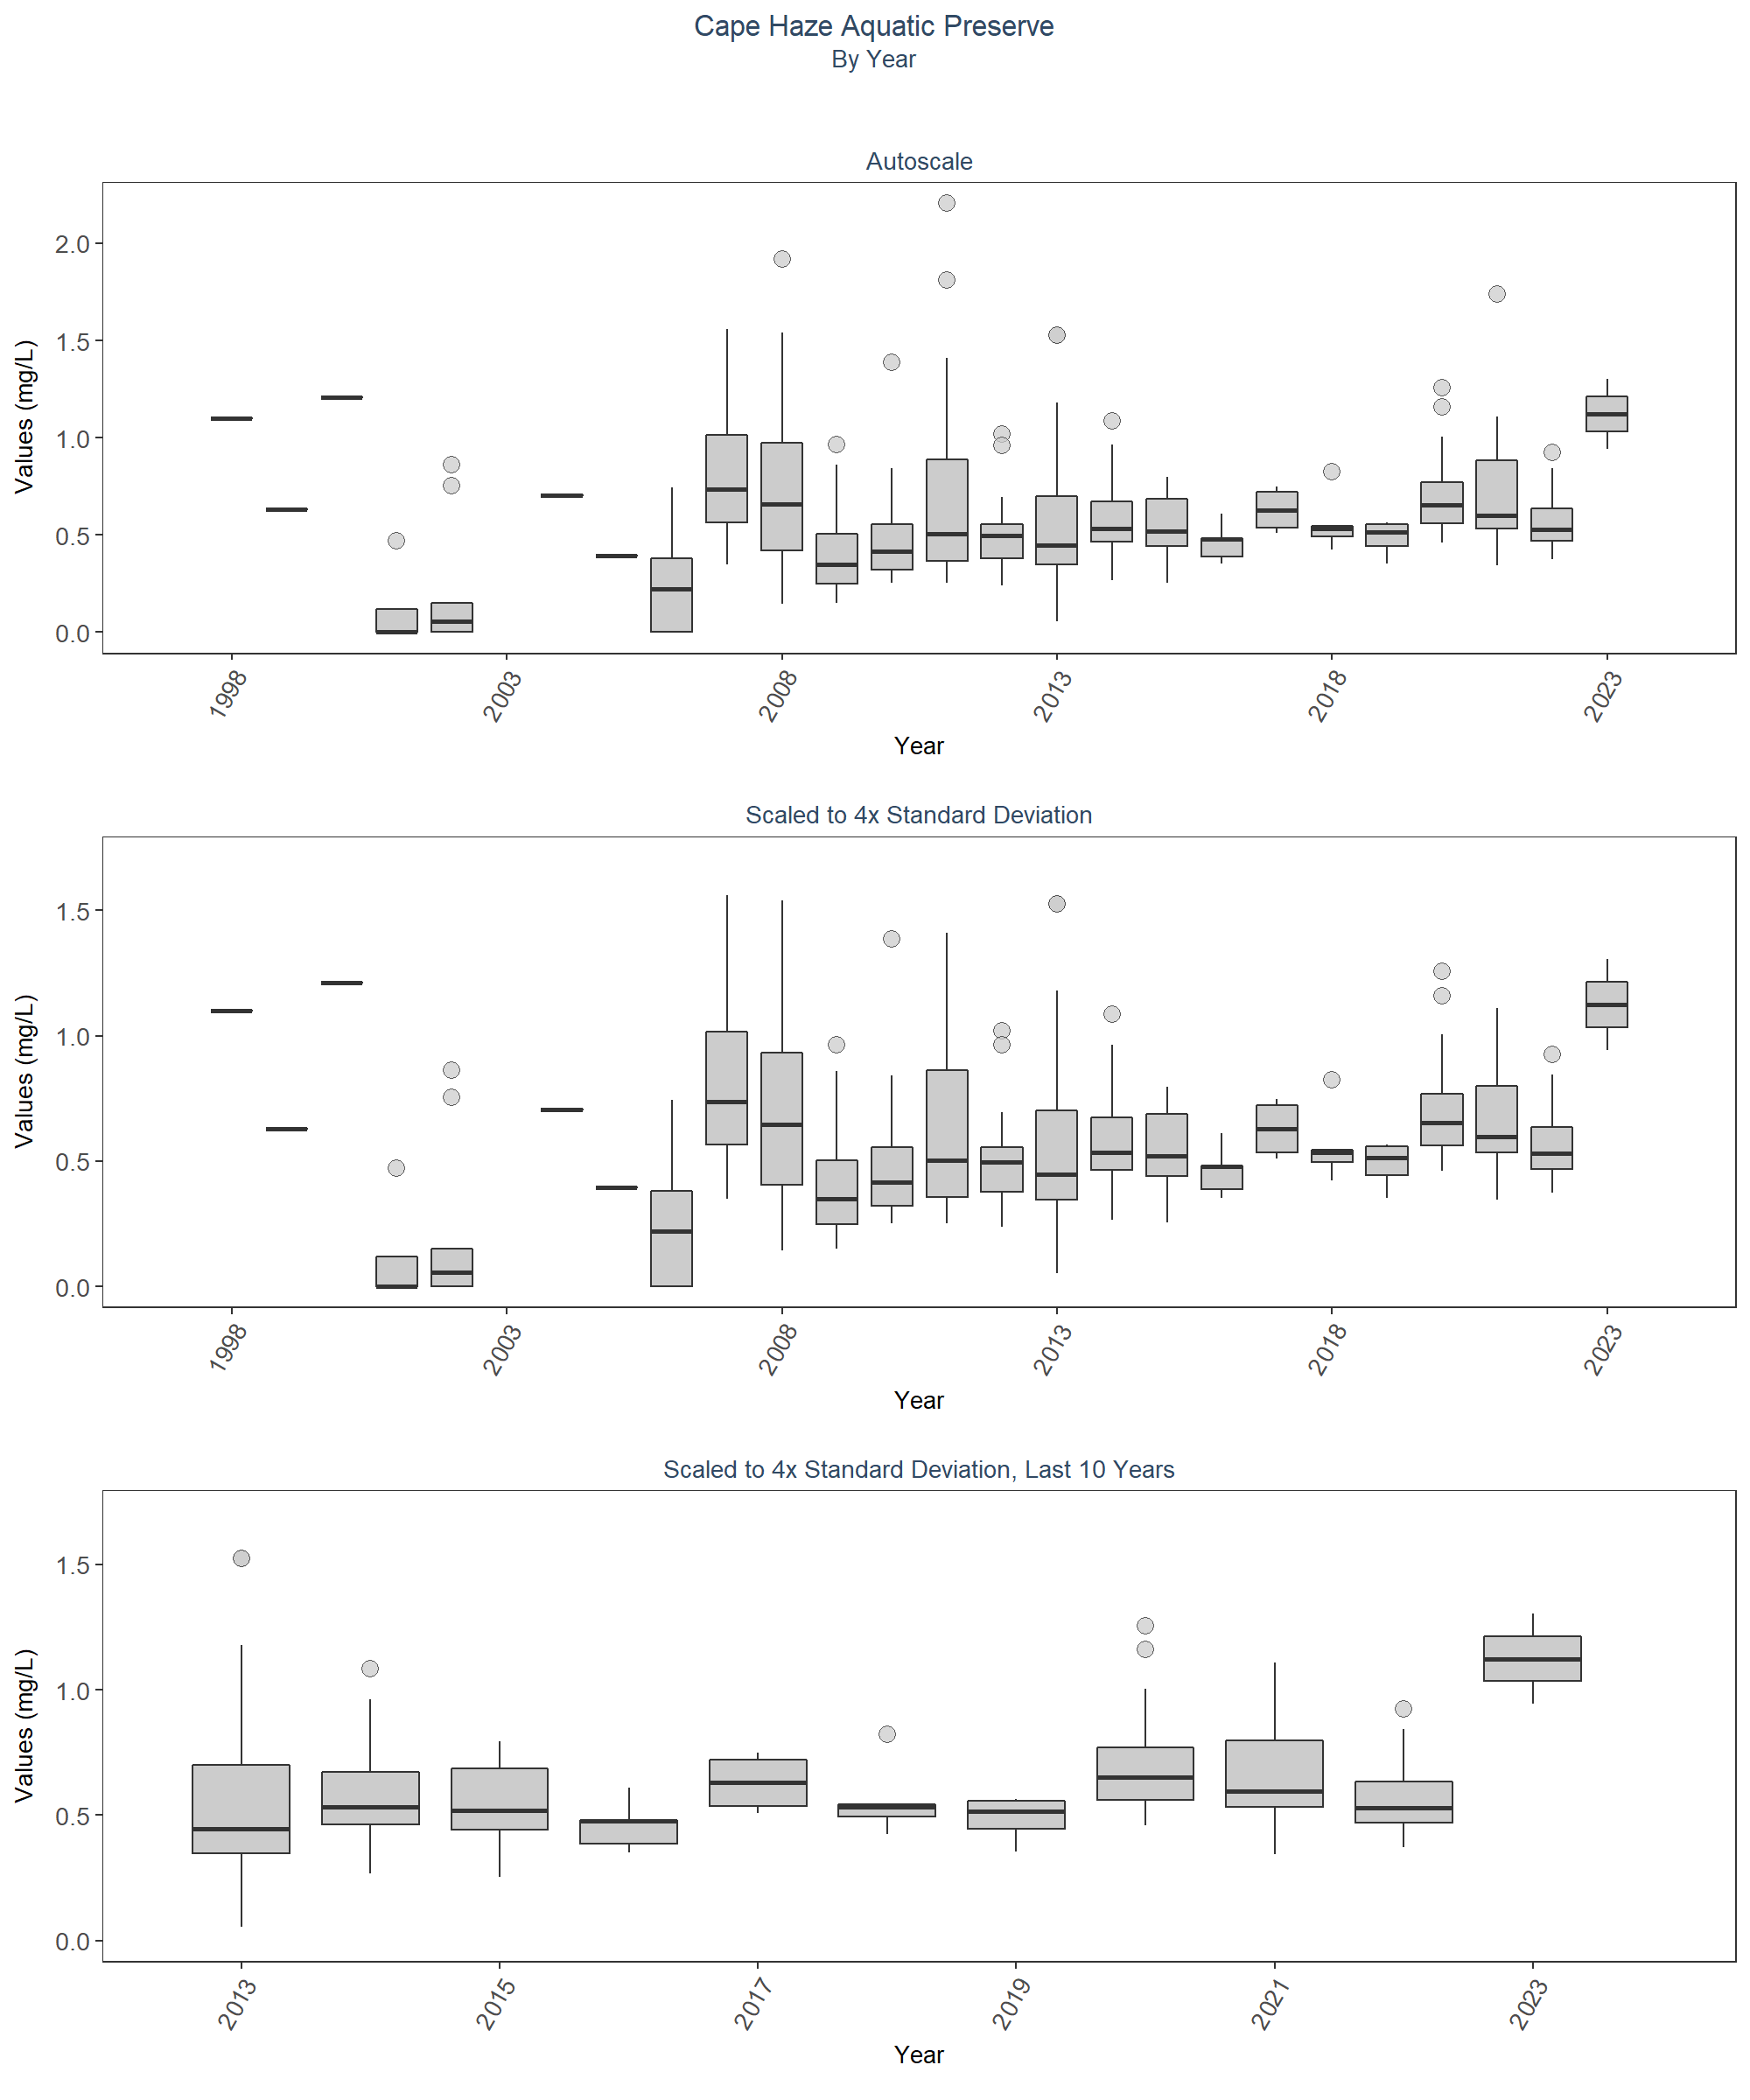 Cape Haze Aquatic Preserve
By Year
Autoscale
Values (mg/L)
2.0
1.5
1.0
0.5
0.0
1998 2003 2008 2013 2018 2023
Year
Scaled to 4x Standard Deviation
Values (mg/L)
1.5
1.0
0.5
0.0
1998 2003 2008 2013 2018 2023
Year
Scaled to 4x Standard Deviation, Last 10 Years
Values (mg/L)
1.5
1.0
0.5
0.0
2013 2015 2017 2019 2021 2023
Year